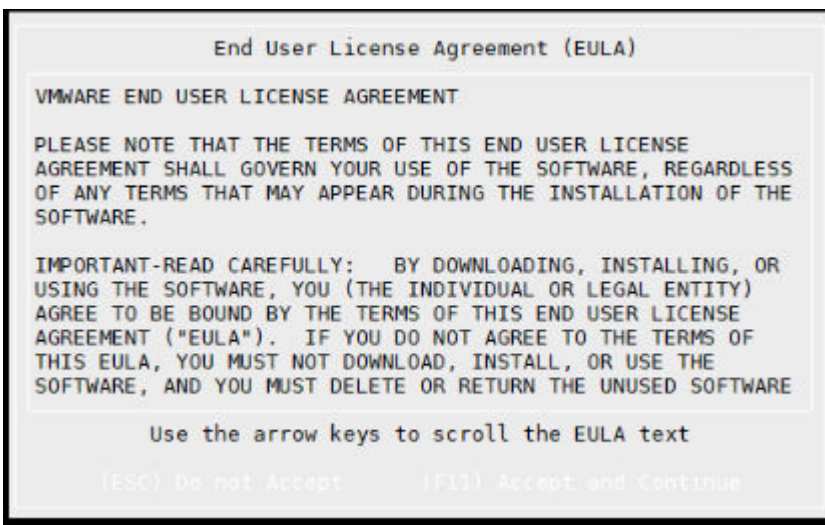 End User License Agreement (EULA)
VMWARE END USER LICENSE AGREEMENT
PLEASE NOTE THAT THE TERMS OF THIS END USER LICENSE
AGREEMENT SHALL GOVERN YOUR USE OF THE SOFTWARE, REGARDLESS
OF ANY TERMS THAT MAY APPEAR DURING THE INSTALLATION OF THE
SOFTWARE.
IMPORTANT-READ CAREFULLY:   BY DOWNLOADING, INSTALLING, OR
USING THE SOFTWARE, YOU (THE INDIVIDUAL OR LEGAL ENTITY)
AGREE TO BE BOUND BY THE TERMS OF THIS END USER LICENSE
AGREEMENT ("EULA").  IF YOU DO NOT AGREE TO THE TERMS OF
THIS EULA, YOU MUST NOT DOWNLOAD, INSTALL, OR USE THE
SOFTWARE, AND YOU MUST DELETE OR RETURN THE UNUSED SOFTWARE
Use the arrow keys to scroll the EULA text
(ESC) Do not Accept (F11) Accept and Continue